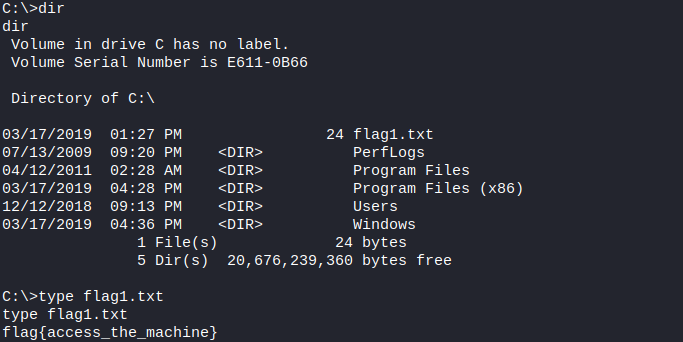 C:\>dir
dir
 Volume in drive C has no label.
 Volume Serial Number is E611-0B66

 Directory of C:\

03/17/2019  01:27 PM                24 flag1.txt
07/13/2009  09:20 PM    <DIR>          PerfLogs
04/12/2011  02:28 AM    <DIR>          Program Files
03/17/2019  04:28 PM    <DIR>          Program Files (x86)
12/12/2018  09:13 PM    <DIR>          Users
03/17/2019  04:36 PM    <DIR>          Windows
               1 File(s)             24 bytes
               5 Dir(s)  20,676,239,360 bytes free

C:\>type flag1.txt
type flag1.txt
flag{access_the_machine}